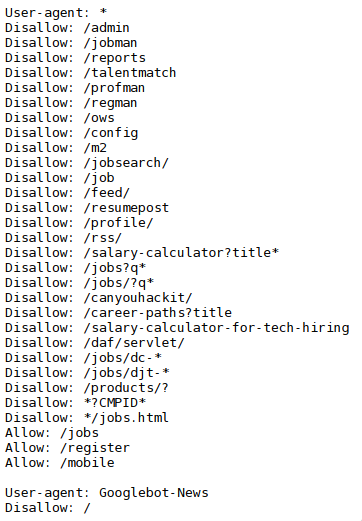 User-agent: *
Disallow: /admin
Disallow: /jobman
Disallow: /reports
Disallow: /talentmatch
Disallow: /profman
Disallow: /regman
Disallow: /ows
Disallow: /config
Disallow: /m2
Disallow: /jobsearch/
Disallow: /job
Disallow: /feed/
Disallow: /resumepost
Disallow: /profile/
Disallow: /rss/
Disallow: /salary-calculator?title*
Disallow: /jobs?q*
Disallow: /jobs/?q*
Disallow: /canyouhackit/
Disallow: /career-paths?title
Disallow: /salary-calculator-for-tech-hiring
Disallow: /daf/servlet/
Disallow: /jobs/dc-*
Disallow: /jobs/djt-*
Disallow: /products/?
Disallow: *?CMPID*
Disallow: */jobs.html
Allow: /jobs
Allow: /register
Allow: /mobile

User-agent: Googlebot-News
Disallow: /